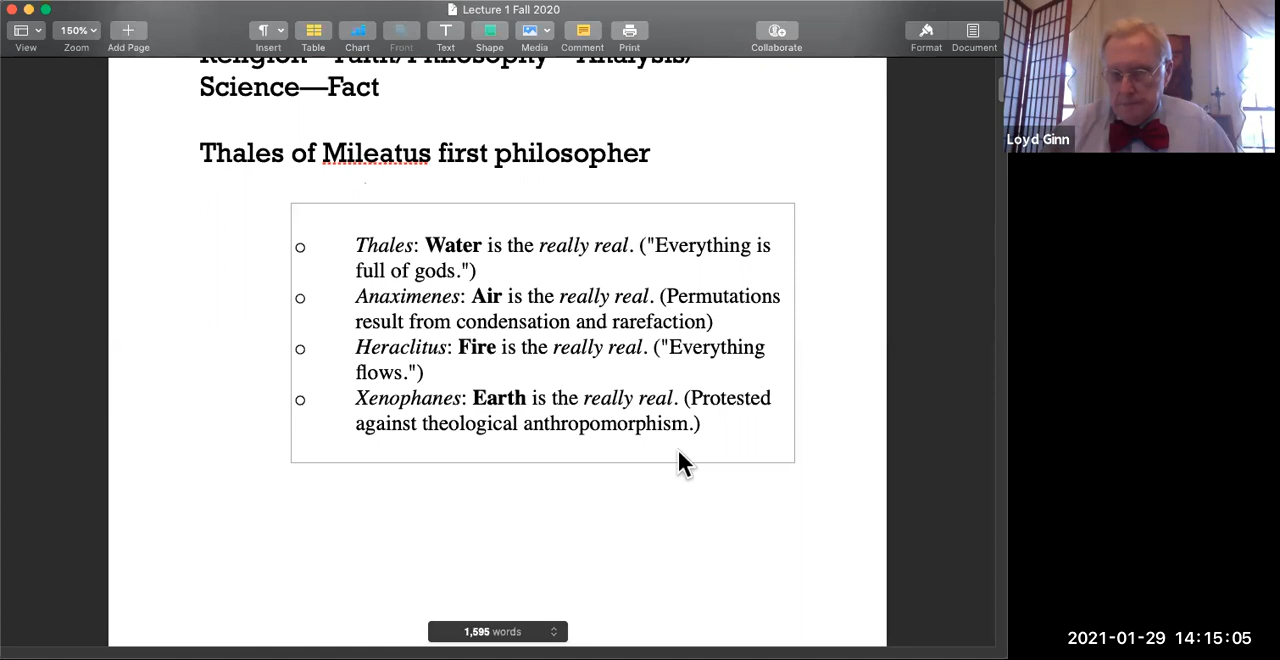 Lecture 1 Fall 2020
150%
View Zoom Add Page Insert Table Chart Front Text Shape Media Comment Print Collaborate Format Document
Religion—Faith/Philosophy—Analysis/
Science—Fact
Thales of Mileatus first philosopher
Thales: Water is the really real. ("Everything is
full of gods.")
Anaximenes: Air is the really real. (Permutations
result from condensation and rarefaction)
Heraclitus: Fire is the really real. ("Everything
flows.")
Xenophanes: Earth is the really real. (Protested
against theological anthropomorphism.)
1,595 words
Loyd Ginn
2021-01-29 14:15:05